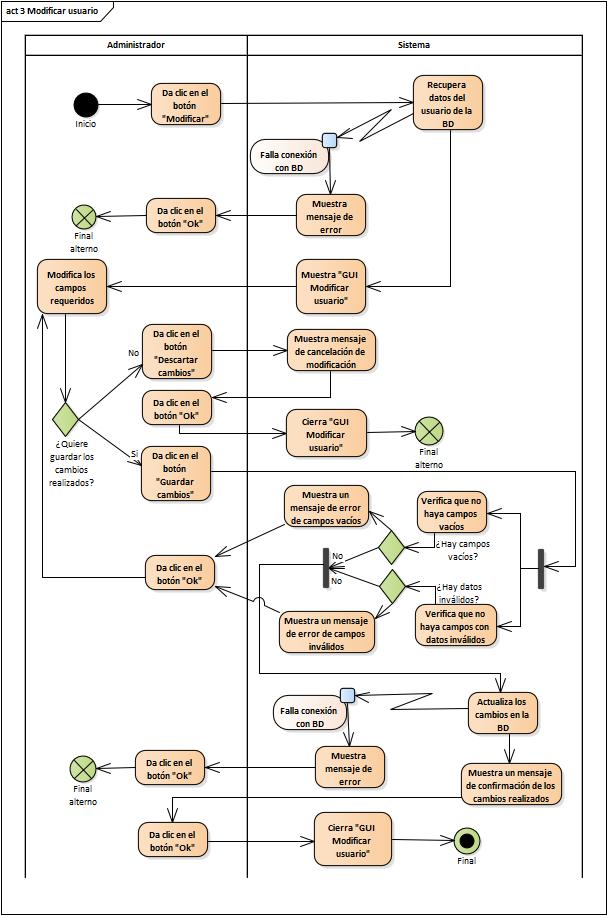 act 3 Modificar usuario
Administrador
Sistema
Inicio
Da clic en el
botón
"Modificar"
Recupera
datos del
usuario de la
BD
Falla conexión
con BD
Muestra
mensaje de
error
Da clic en el
botón "Ok"
Final
alterno
Modifica los
campos
requeridos
Muestra "GUI
Modificar
usuario"
No
Da clic en el
botón
"Descartar
cambios"
Muestra mensaje
de cancelación de
modificación
Da clic en el
botón "Ok"
Cierra "GUI
Modificar
usuario"
Final
alterno
¿Quiere
guardar los
cambios
realizados?
Si
Da clic en el
botón
"Guardar
cambios"
Muestra un
mensaje de error
de campos vacíos
Verifica que no
haya campos
vacíos
¿Hay campos
vacíos?
No
No
Da clic en el
botón "Ok"
¿Hay datos
inválidos?
Muestra un mensaje
de error de campos
inválidos
Verifica que no
haya campos con
datos inválidos
Falla conexión
con BD
Actualiza los
cambios en la
BD
Muestra
mensaje de
error
Da clic en el
botón "Ok"
Final
alterno
Muestra un mensaje
de confirmación de los
cambios realizados
Da clic en el
botón "Ok"
Cierra "GUI
Modificar
usuario"
Final